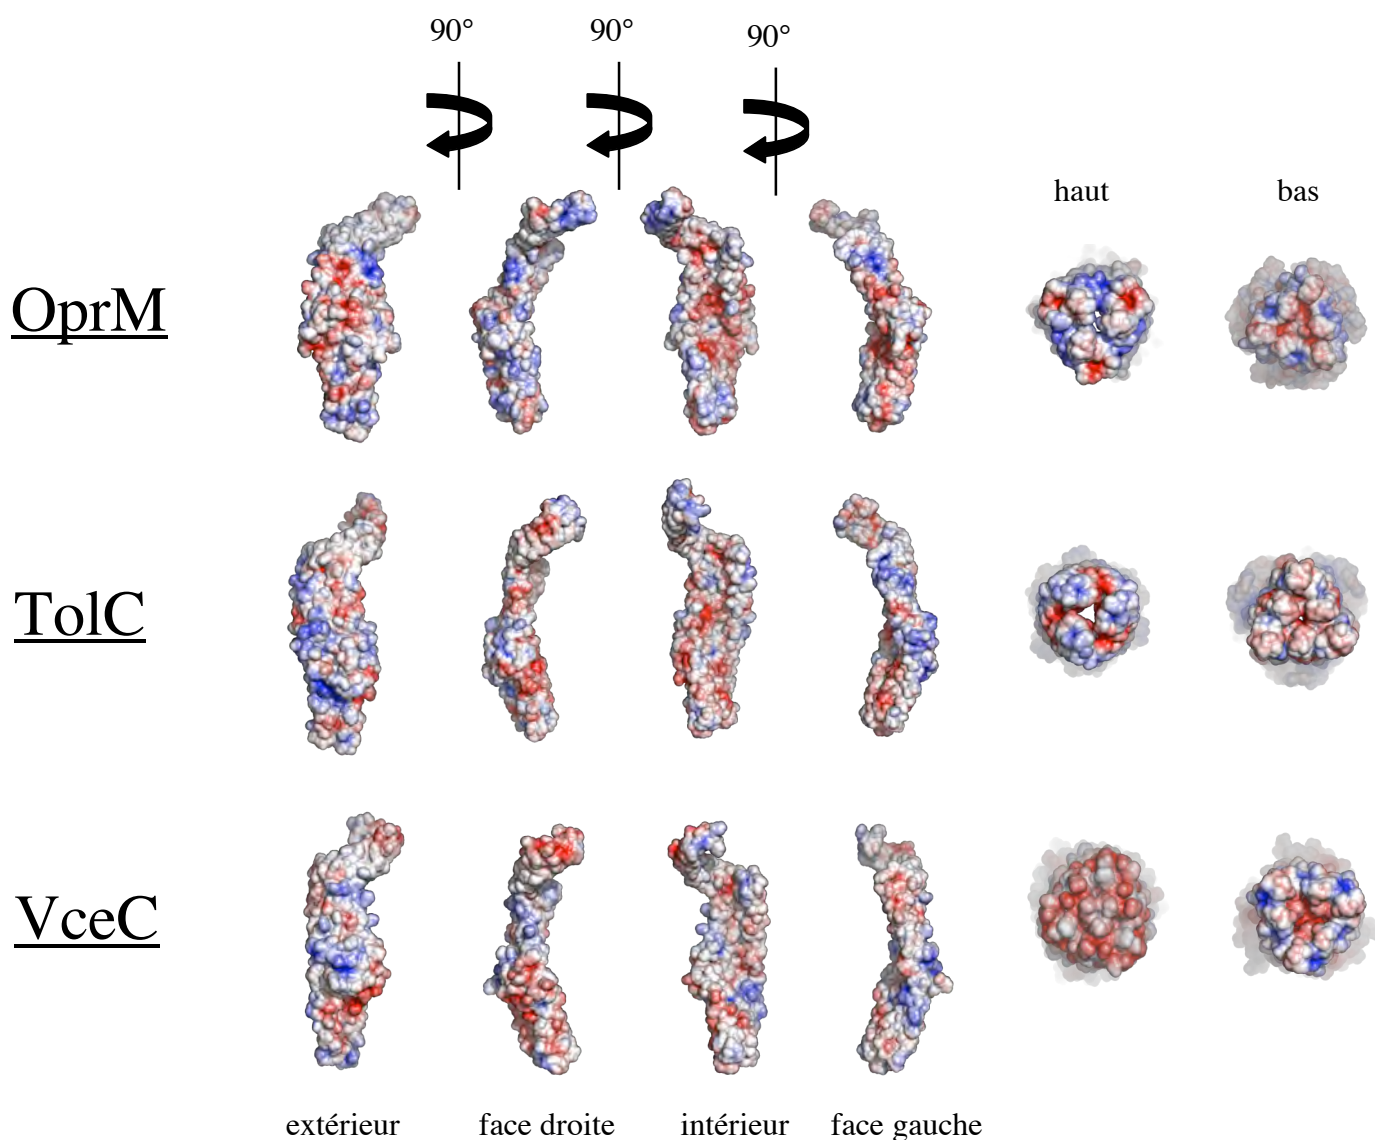 90°
90°
90°
haut
bas
OprM
TolC
VceC
extérieur
face droite
intérieur
face gauche